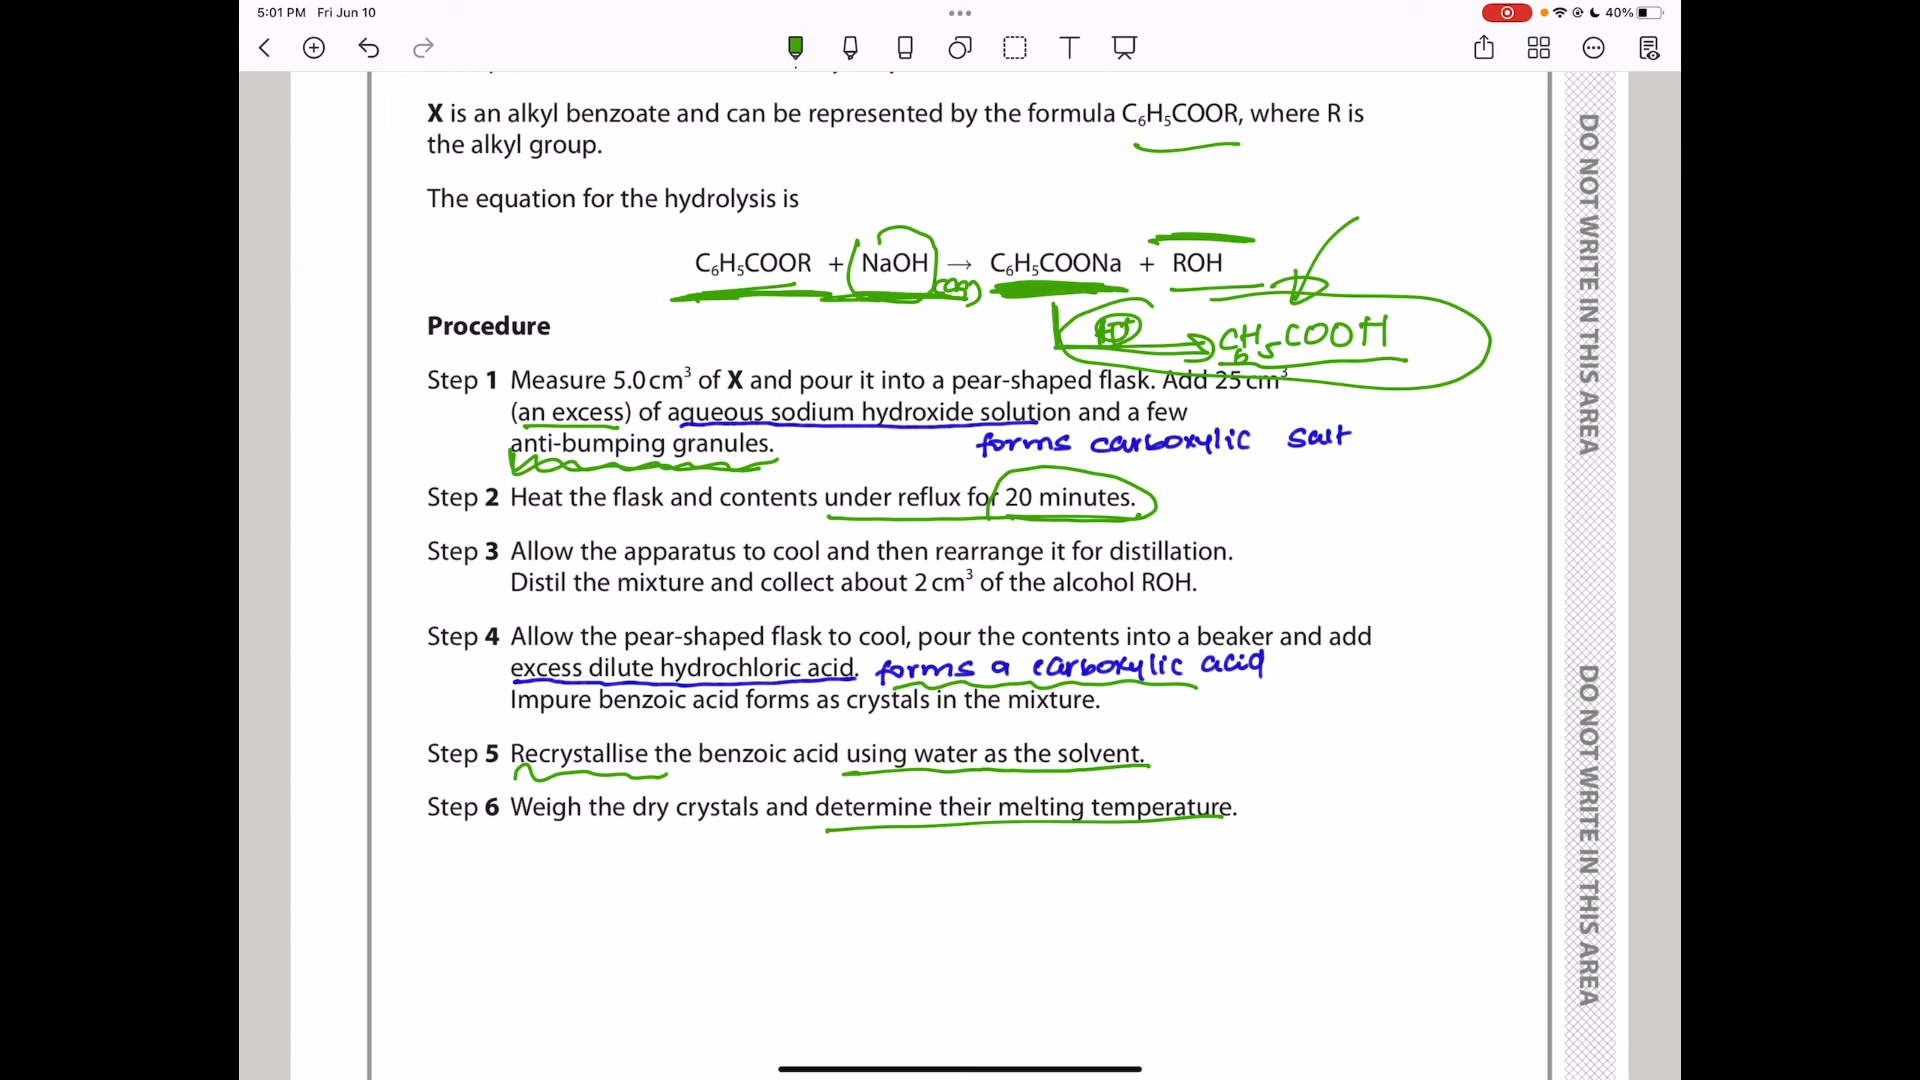 5:01 PM Fri Jun 10
40%
X is an alkyl benzoate and can be represented by the formula C₆H₅COOR, where R is
the alkyl group.
The equation for the hydrolysis is
C₆H₅COOR + NaOH → C₆H₅COONa + ROH
(aq)
H⁺ C₆H₅COOH
Procedure
Step 1 Measure 5.0 cm³ of X and pour it into a pear-shaped flask. Add 25 cm³
(an excess) of aqueous sodium hydroxide solution and a few
anti-bumping granules.
forms carboxylic salt
Step 2 Heat the flask and contents under reflux for 20 minutes.
Step 3 Allow the apparatus to cool and then rearrange it for distillation.
Distil the mixture and collect about 2 cm³ of the alcohol ROH.
Step 4 Allow the pear-shaped flask to cool, pour the contents into a beaker and add
excess dilute hydrochloric acid. forms a carboxylic acid
Impure benzoic acid forms as crystals in the mixture.
Step 5 Recrystallise the benzoic acid using water as the solvent.
Step 6 Weigh the dry crystals and determine their melting temperature.
DO NOT WRITE IN THIS AREA
DO NOT WRITE IN THIS AREA